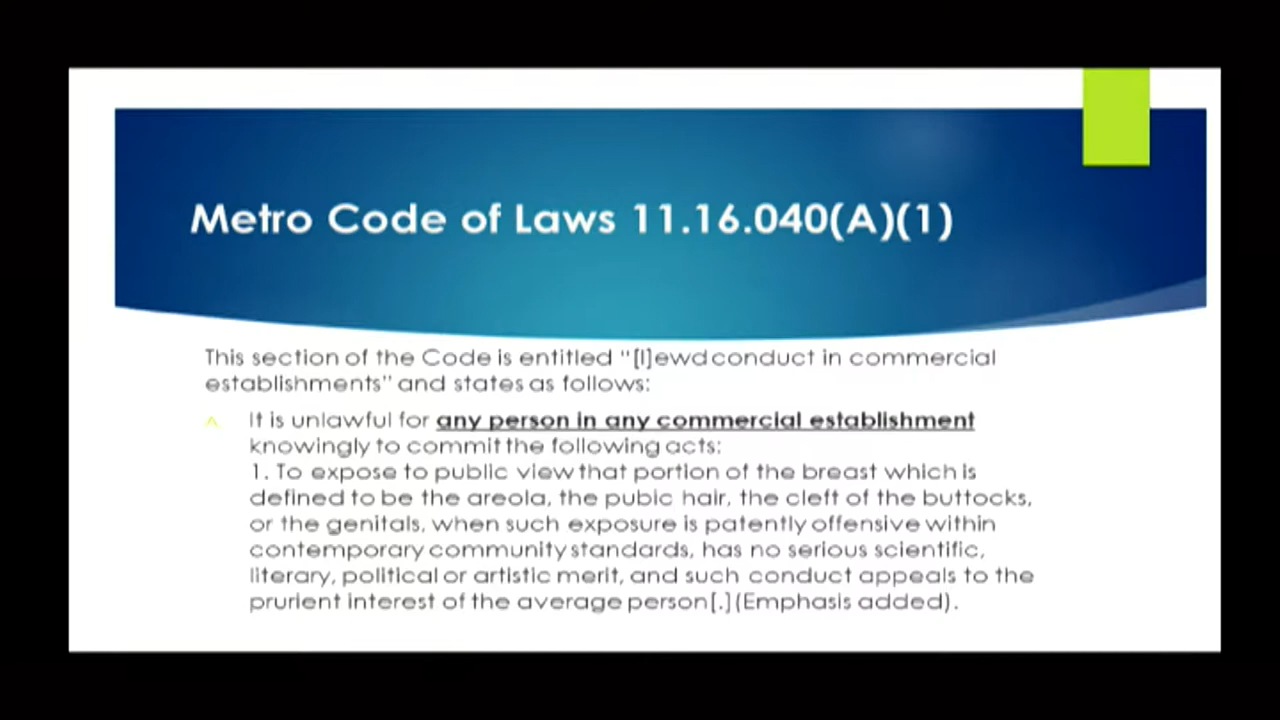 Metro Code of Laws 11.16.040(A)(1)
This section of the Code is entitled "[l]ewd conduct in commercial
establishments" and states as follows:
A. It is unlawful for any person in any commercial establishment
knowingly to commit the following acts:
1. To expose to public view that portion of the breast which is
defined to be the areola, the pubic hair, the cleft of the buttocks,
or the genitals, when such exposure is patently offensive within
contemporary community standards, has no serious scientific,
literary, political or artistic merit, and such conduct appeals to the
prurient interest of the average person[.] (Emphasis added).